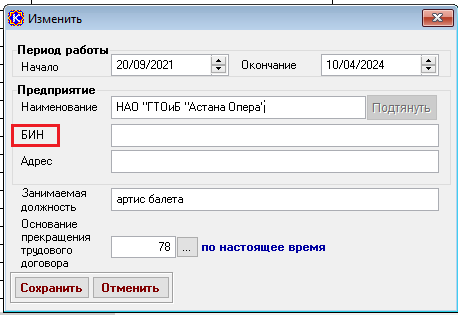 Изменить
Период работы
Начало 20/09/2021 Окончание 10/04/2024
Предприятие
Наименование НАО "ГТОиБ "Астана Опера" Подтянуть
БИН
Адрес
Занимаемая
должность артис балета
Основание
прекращения
трудового
договора 78 ... по настоящее время
Сохранить Отменить